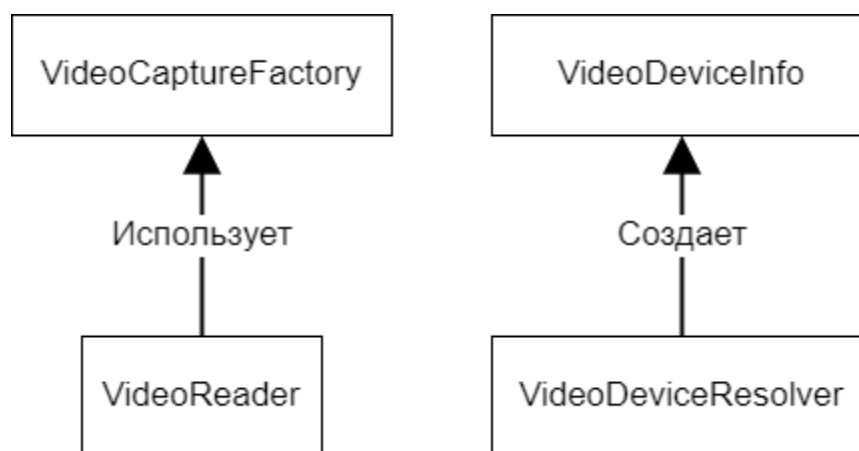 VideoCaptureFactory
VideoDeviceInfo
Использует
Создает
VideoReader
VideoDeviceResolver